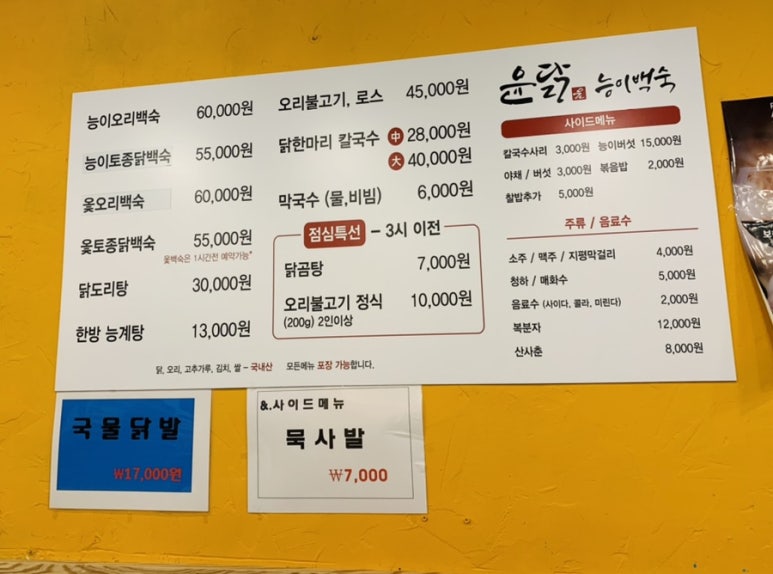 능이오리백숙 60,000원
능이토종닭백숙 55,000원
옻오리백숙 60,000원
옻토종닭백숙 55,000원
옻백숙은 1시간전 예약가능*
닭도리탕 30,000원
한방 능계탕 13,000원
오리불고기, 로스 45,000원
닭한마리 칼국수 中 28,000원
大 40,000원
막국수 (물,비빔) 6,000원
점심특선 - 3시 이전
닭곰탕 7,000원
오리불고기 정식 10,000원
(200g) 2인이상
닭, 오리, 고추가루, 김치, 쌀 - 국내산 모든메뉴 포장 가능합니다.
윤닭 능이백숙
사이드메뉴
칼국수사리 3,000원 능이버섯 15,000원
야채 / 버섯 3,000원 볶음밥 2,000원
찰밥추가 5,000원
주류 / 음료수
소주 / 맥주 / 지평막걸리 4,000원
청하 / 매화수 5,000원
음료수 (사이다, 콜라, 미린다) 2,000원
복분자 12,000원
산사춘 8,000원
국물닭발
₩17,000원
&.사이드메뉴
묵사발
₩7,000